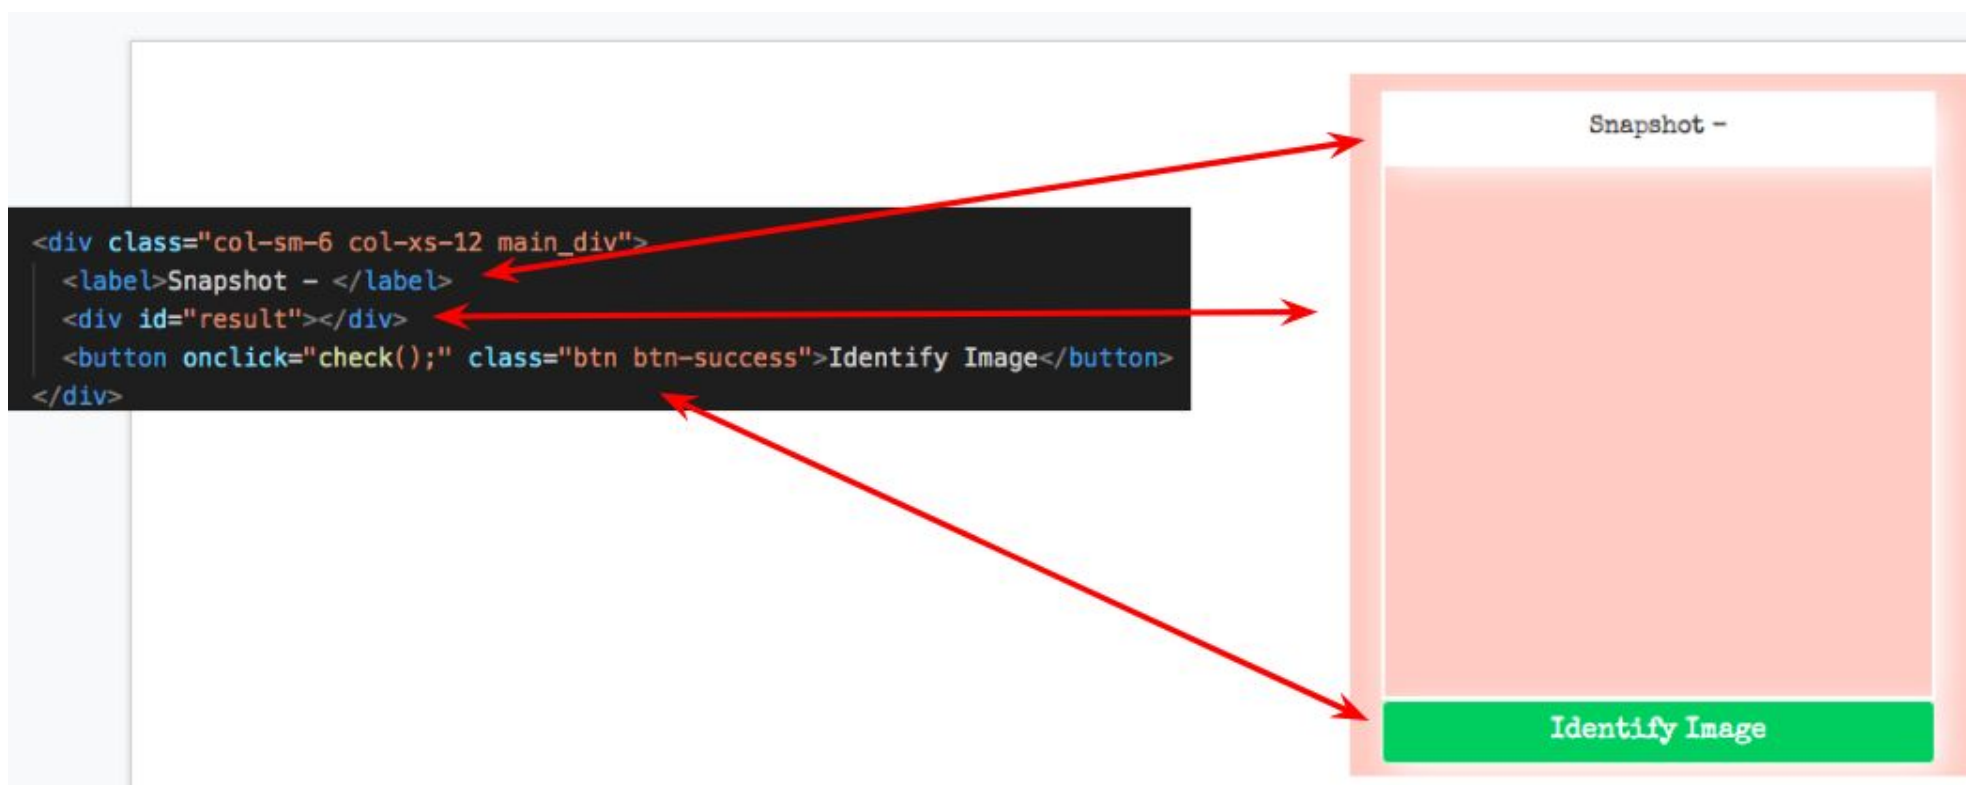 <div class="col-sm-6 col-xs-12 main_div">
<label>Snapshot - </label>
<div id="result"></div>
<button onclick="check();" class="btn btn-success">Identify Image</button>
</div>
Snapshot -
Identify Image